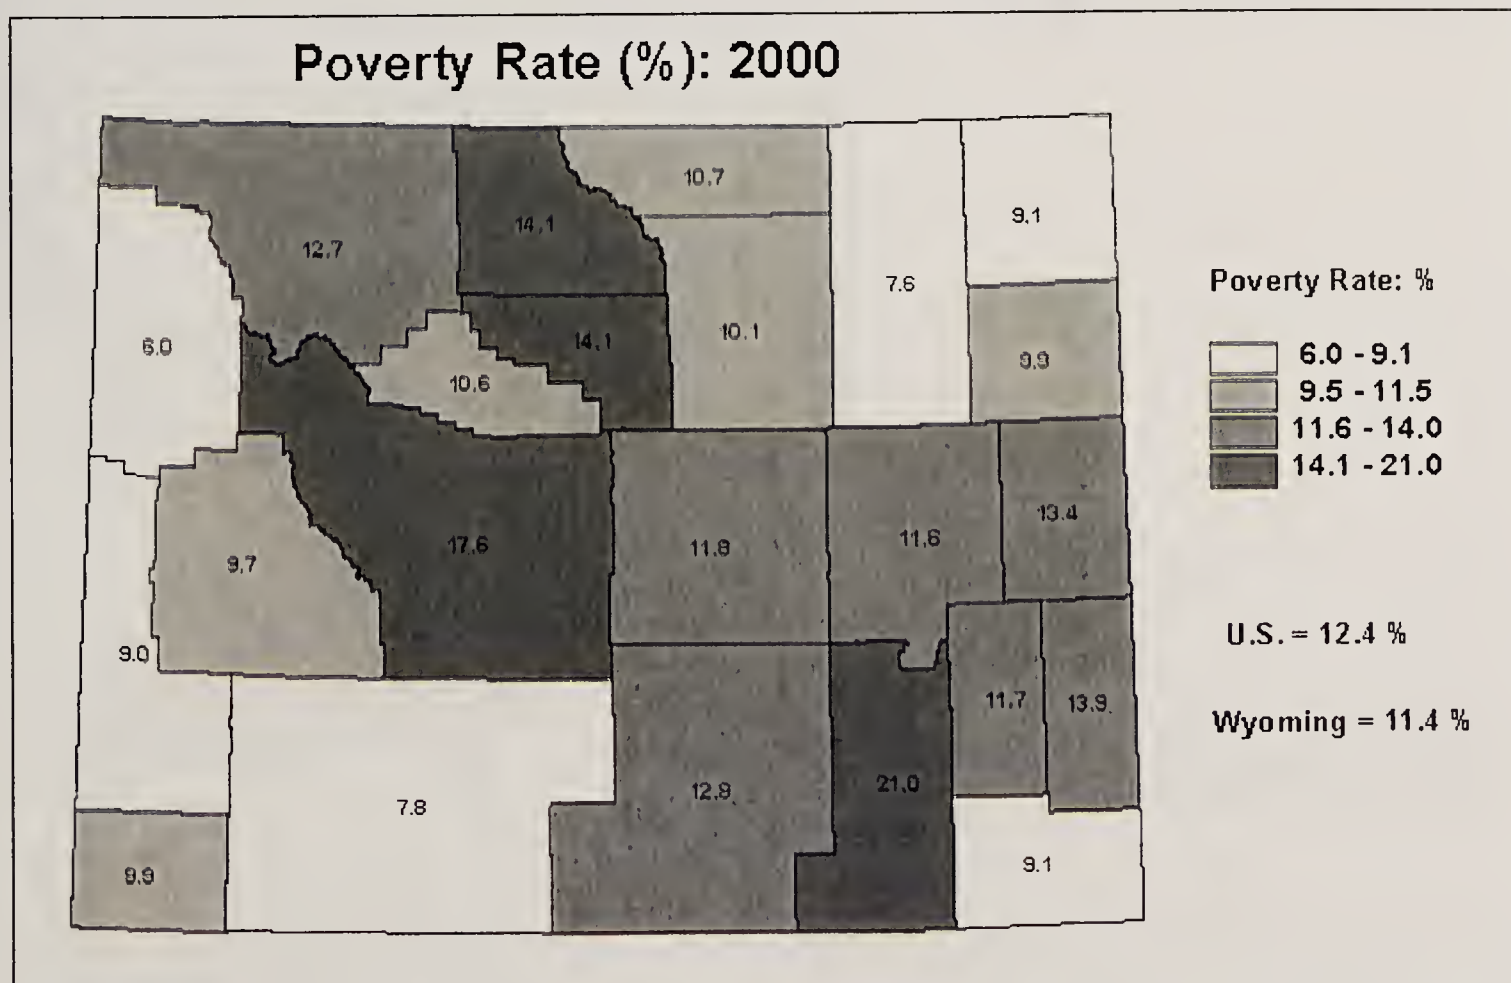 Poverty Rate (%): 2000
10.7
14.1
9.1
12.7
7.6
Poverty Rate: %
14.1
10.1
6.0
9.9
6.0 - 9.1
10.6
9.5 - 11.5
11.6 - 14.0
14.1 - 21.0
13.4
17.6
11.8
11.6
9.7
U.S. = 12.4 %
9.0
11.7
13.9
Wyoming = 11.4 %
12.9
21.0
7.8
9.9
9.1